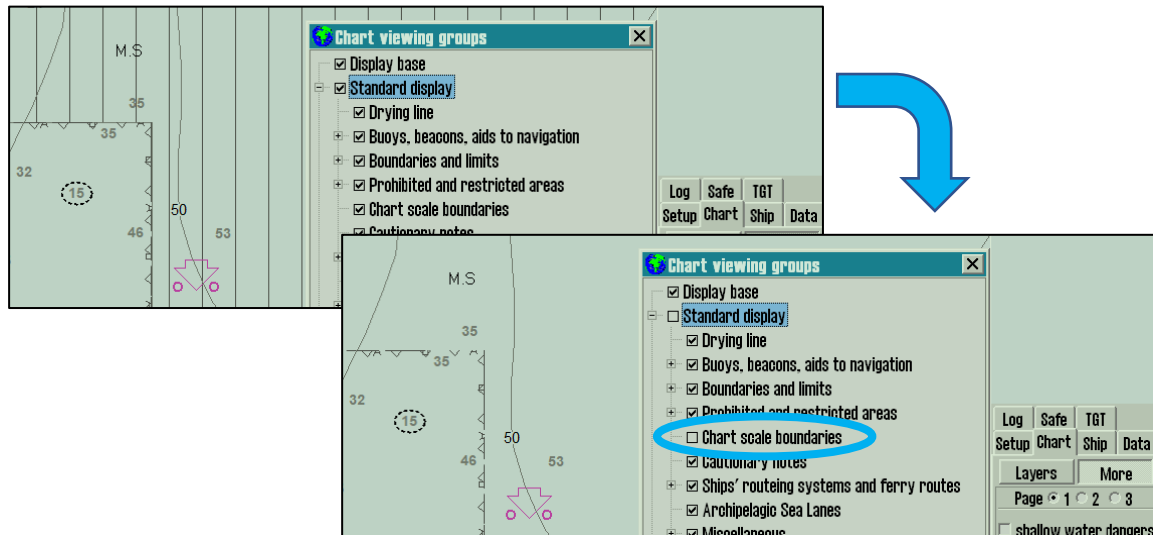 M.S
35
35
32
15
50
46
53
Chart viewing groups
Display base
Standard display
Drying line
Buoys, beacons, aids to navigation
Boundaries and limits
Prohibited and restricted areas
Chart scale boundaries
Cautionary notes
Log Safe TGT
Setup Chart Ship Data
M.S
35
35
32
15
50
46
53
Chart viewing groups
Display base
Standard display
Drying line
Buoys, beacons, aids to navigation
Boundaries and limits
Prohibited and restricted areas
Chart scale boundaries
Cautionary notes
Ships' routeing systems and ferry routes
Archipelagic Sea Lanes
Miscellaneous
Log Safe TGT
Setup Chart Ship Data
Layers More
Page 1 2 3
shallow water dangers